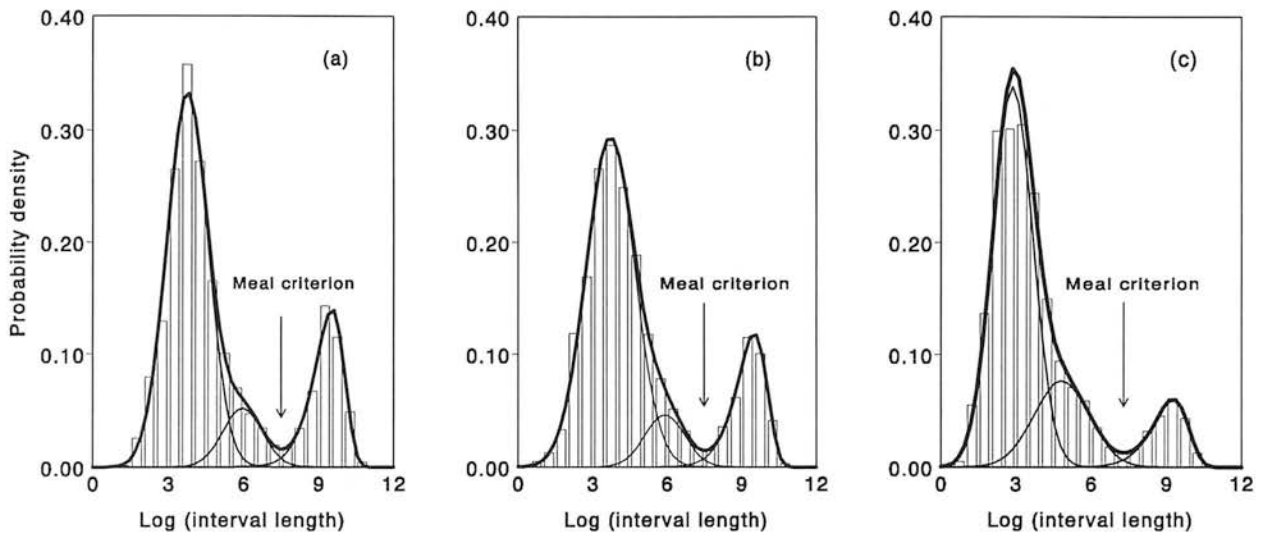 0.40 0.40 0.40
(a) (b) (c)
0.30 0.30 0.30
Probability density
0.20 0.20 0.20
Meal criterion Meal criterion Meal criterion
0.10 0.10 0.10
0.00 0.00 0.00
0 3 6 9 12 0 3 6 9 12 0 3 6 9 12
Log (interval length) Log (interval length) Log (interval length)